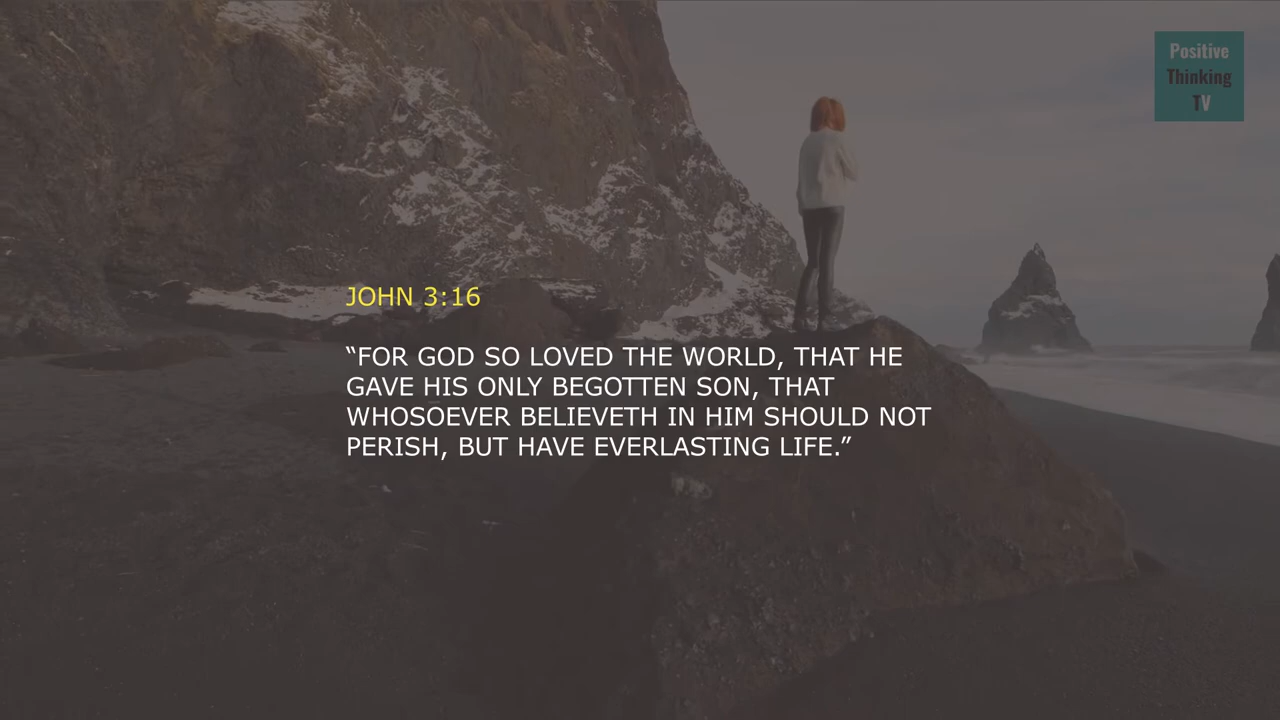 Positive
Thinking
TV
JOHN 3:16
“FOR GOD SO LOVED THE WORLD, THAT HE
GAVE HIS ONLY BEGOTTEN SON, THAT
WHOSOEVER BELIEVETH IN HIM SHOULD NOT
PERISH, BUT HAVE EVERLASTING LIFE.”